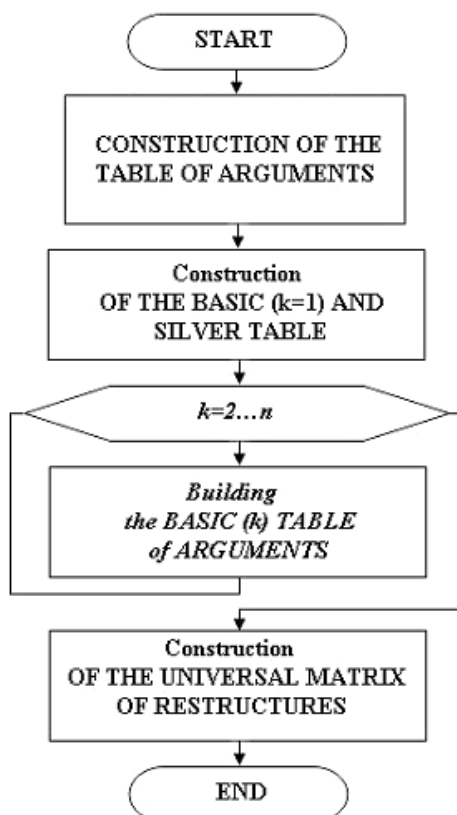 START
CONSTRUCTION OF THE
TABLE OF ARGUMENTS
Construction
OF THE BASIC (k=1) AND
SILVER TABLE
k=2...n
Building
the BASIC (k) TABLE
of ARGUMENTS
Construction
OF THE UNIVERSAL MATRIX
OF RESTRUCTURES
END